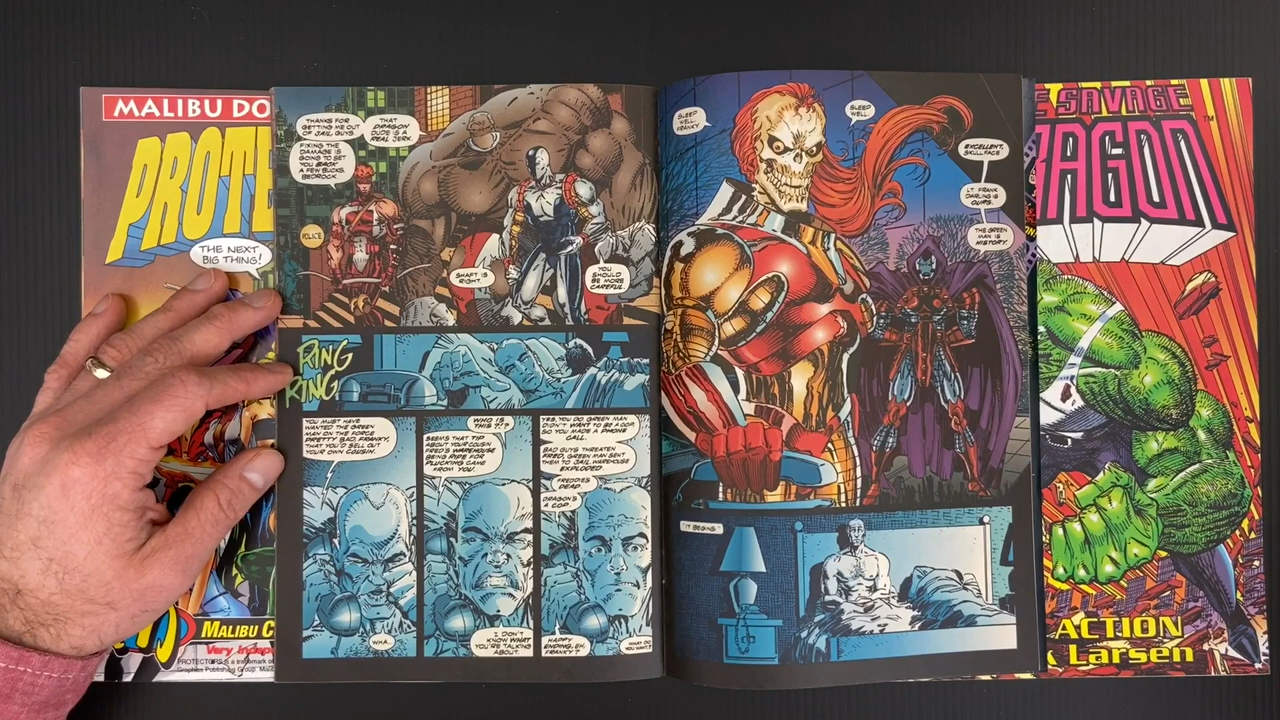 MALIBU DO
PROTE
THE NEXT
BIG THING!
MALIBU C
Very Indep
PROTECTORS is a trademark of
Graphics Publishing Group. Mali
THANKS FOR
GETTING ME OUT
OF JAIL, GUYS.
THAT
DRAGON
DUDE IS A
REAL JERK.
FIXING THE
DAMAGE IS
GOING TO SET
YOU BACK
A FEW BUCKS,
BEDROCK.
POLICE
SHAFT IS
RIGHT.
YOU
SHOULD
BE MORE
CAREFUL.
RING
RING
YOU MUST HAVE
WANTED THE GREEN
MAN ON THE FORCE
PRETTY BAD, FRANKY,
THAT YOU'D SELL OUT
YOUR OWN COUSIN.
WHA...
WHO IS
THIS?!?
SEEMS THAT TIP
ABOUT YOUR COUSIN
FRED'S WAREHOUSE
BEING RIPE FOR
PLUCKING CAME
FROM YOU.
I DON'T
KNOW WHAT
YOU'RE TALKING
ABOUT.
YES, YOU DO. GREEN MAN
DIDN'T WANT TO BE A COP,
SO YOU MADE A PHONE
CALL.
BAD GUYS THREATEN
FRED, GREEN MAN SENT
THEM TO JAIL. WAREHOUSE
EXPLODED.
FREDDIE'S
DEAD.
DRAGON'S
A COP.
HAPPY
ENDING, EH,
FRANKY?
WHAT DO
YOU WANT?
SLEEP
WELL,
FRANKY.
SLEEP
WELL.
EXCELLENT,
SKULLFACE.
LT. FRANK
DARLING IS
OURS.
THE GREEN
MAN IS
HISTORY.
"IT BEGINS."
E SAVAGE
RAGON™
ACTION
k Larsen